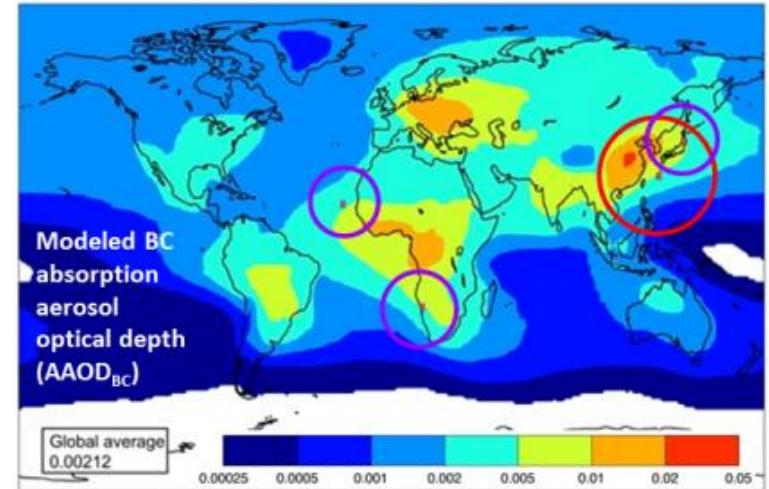 Modeled BC
absorption
aerosol
optical depth
(AAOD_BC)
Global average
0.00212
0.00025 0.0005 0.001 0.002 0.005 0.01 0.02 0.05